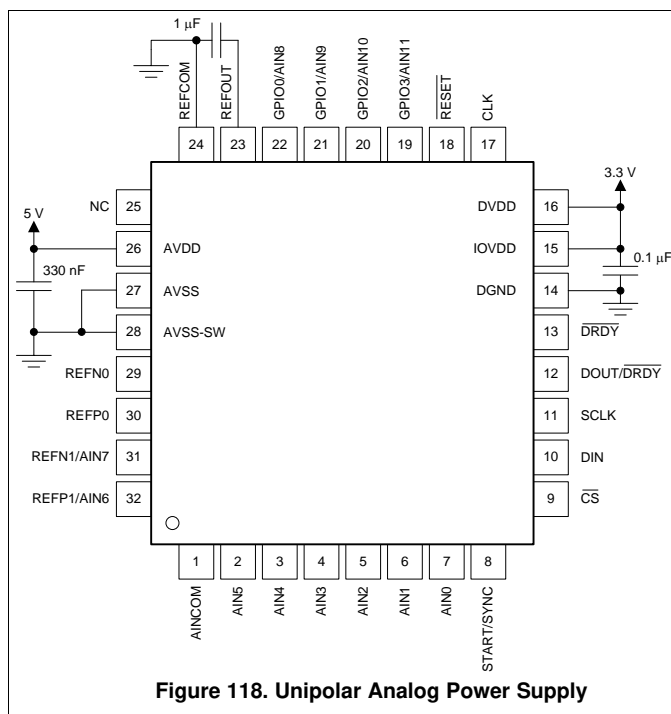 1 μF
REFCOM
REFOUT
GPIO0/AIN8
GPIO1/AIN9
GPIO2/AIN10
GPIO3/AIN11
RESET
CLK
24
23
22
21
20
19
18
17
NC
25
5 V
26
AVDD
330 nF
27
AVSS
28
AVSS-SW
REFN0
29
REFP0
30
REFN1/AIN7
31
REFP1/AIN6
32
3.3 V
DVDD
16
IOVDD
15
0.1 μF
DGND
14
13
DRDY
12
DOUT/DRDY
11
SCLK
10
DIN
9
CS
1
2
3
4
5
6
7
8
AINCOM
AIN5
AIN4
AIN3
AIN2
AIN1
AIN0
START/SYNC
Figure 118. Unipolar Analog Power Supply